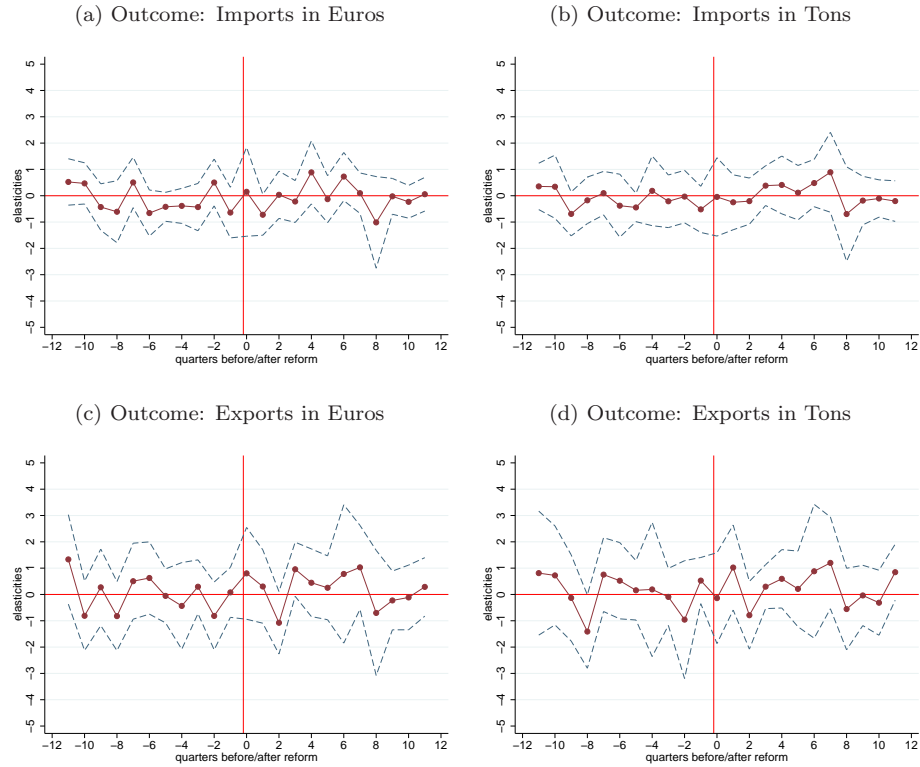 (a) Outcome: Imports in Euros
5
4
3
2
1
0
−1
−2
−3
−4
−5
elasticities
−12 −10 −8 −6 −4 −2 0 2 4 6 8 10 12
quarters before/after reform
(b) Outcome: Imports in Tons
5
4
3
2
1
0
−1
−2
−3
−4
−5
elasticities
−12 −10 −8 −6 −4 −2 0 2 4 6 8 10 12
quarters before/after reform
(c) Outcome: Exports in Euros
5
4
3
2
1
0
−1
−2
−3
−4
−5
elasticities
−12 −10 −8 −6 −4 −2 0 2 4 6 8 10 12
quarters before/after reform
(d) Outcome: Exports in Tons
5
4
3
2
1
0
−1
−2
−3
−4
−5
elasticities
−12 −10 −8 −6 −4 −2 0 2 4 6 8 10 12
quarters before/after reform